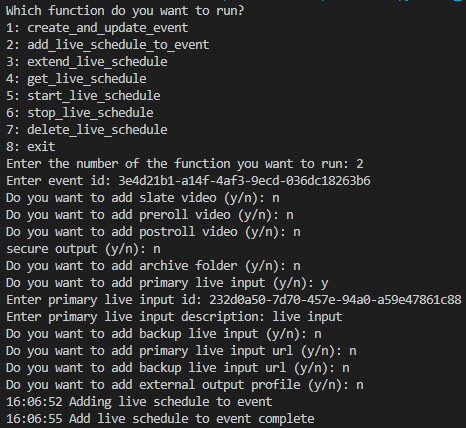 Which function do you want to run?
1: create_and_update_event
2: add_live_schedule_to_event
3: extend_live_schedule
4: get_live_schedule
5: start_live_schedule
6: stop_live_schedule
7: delete_live_schedule
8: exit
Enter the number of the function you want to run: 2
Enter event id: 3e4d21b1-a14f-4af3-9ecd-036dc18263b6
Do you want to add slate video (y/n): n
Do you want to add preroll video (y/n): n
Do you want to add postroll video (y/n): n
secure output (y/n): n
Do you want to add archive folder (y/n): n
Do you want to add primary live input (y/n): y
Enter primary live input id: 232d0a50-7d70-457e-94a0-a59e47861c88
Enter primary live input description: live input
Do you want to add backup live input (y/n): n
Do you want to add primary live input url (y/n): n
Do you want to add backup live input url (y/n): n
Do you want to add external output profile (y/n): n
16:06:52 Adding live schedule to event
16:06:55 Add live schedule to event complete